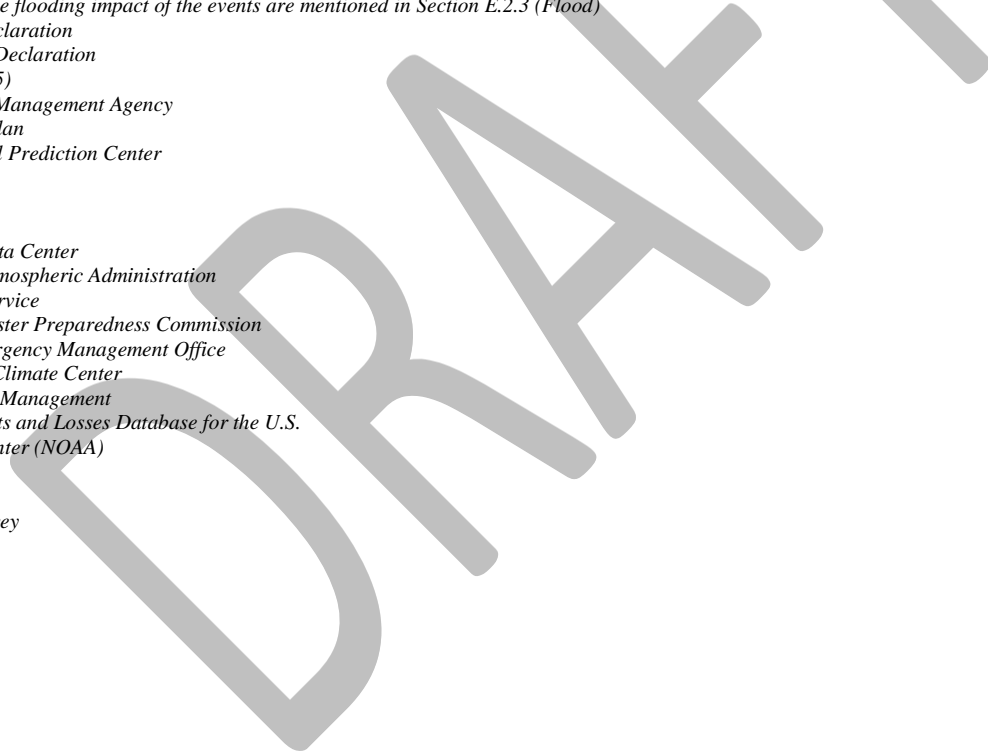 e flooding impact of the events are mentioned in Section E.2.3 (Flood)
claration
Declaration
5)
Management Agency
lan
l Prediction Center
ta Center
mospheric Administration
rvice
ster Preparedness Commission
rgency Management Office
Climate Center
Management
ts and Losses Database for the U.S.
nter (NOAA)
ey
DRAFT